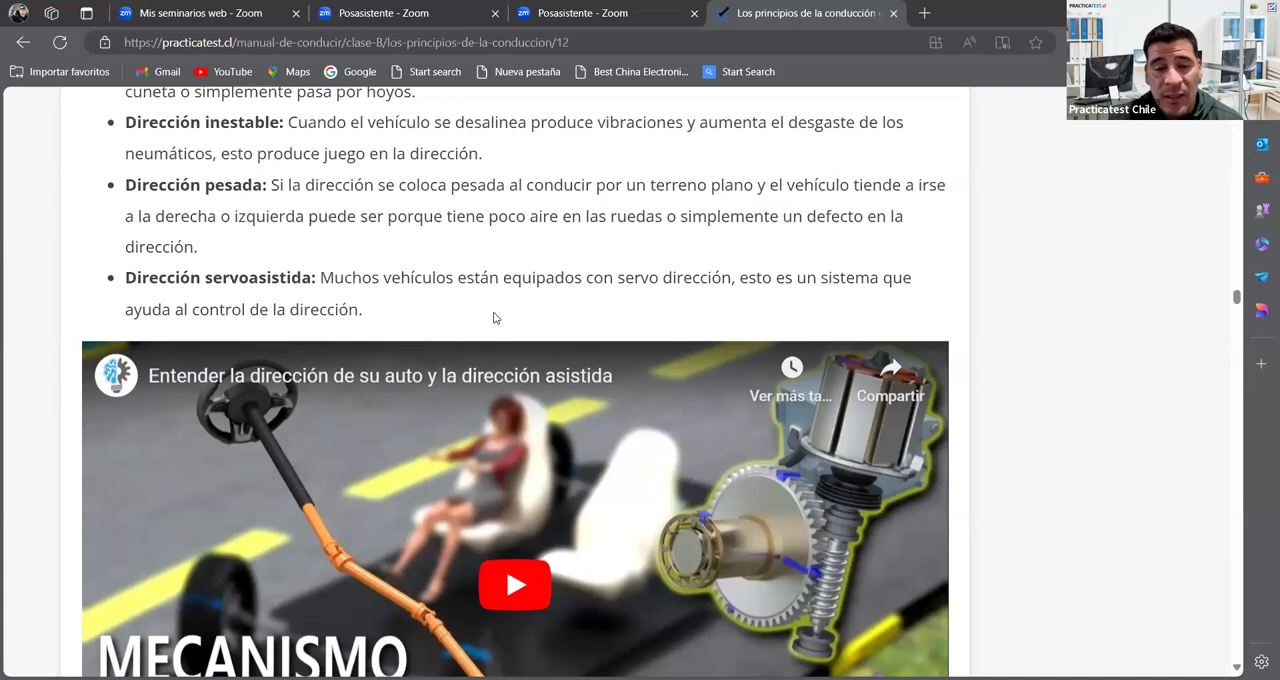 Mis seminarios web - Zoom
Posasistente - Zoom
Posasistente - Zoom
Los principios de la conducción
https://practicatest.cl/manual-de-conducir/clase-B/los-principios-de-la-conduccion/12
Importar favoritos
Gmail
YouTube
Maps
Google
Start search
Nueva pestaña
Best China Electroni...
Start Search
PRACTICATEST.cl
Practicatest Chile
cuneta o simplemente pasa por hoyos.
Dirección inestable: Cuando el vehículo se desalinea produce vibraciones y aumenta el desgaste de los
neumáticos, esto produce juego en la dirección.
Dirección pesada: Si la dirección se coloca pesada al conducir por un terreno plano y el vehículo tiende a irse
a la derecha o izquierda puede ser porque tiene poco aire en las ruedas o simplemente un defecto en la
dirección.
Dirección servoasistida: Muchos vehículos están equipados con servo dirección, esto es un sistema que
ayuda al control de la dirección.
Entender la dirección de su auto y la dirección asistida
Ver más ta...
Compartir
MECANISMO